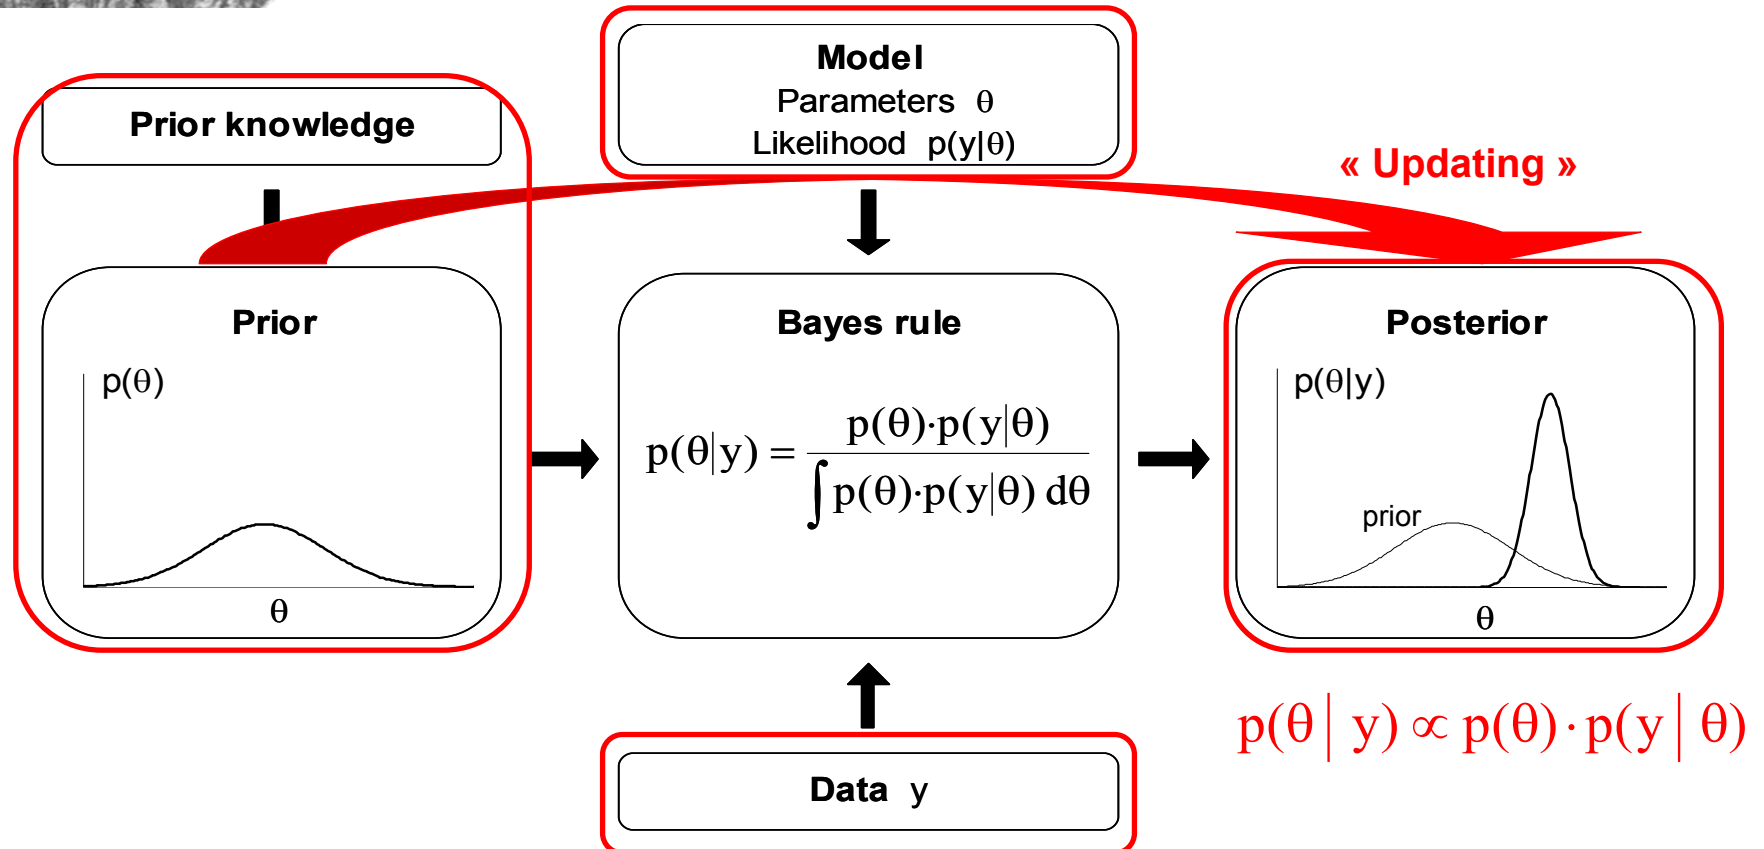 Prior knowledge
Prior
p(θ)
θ
Model
Parameters θ
Likelihood p(y|θ)
Bayes rule
p(θ|y) = p(θ)·p(y|θ) / ∫ p(θ)·p(y|θ) dθ
Data y
« Updating »
Posterior
p(θ|y)
prior
θ
p(θ | y) ∝ p(θ) · p(y | θ)